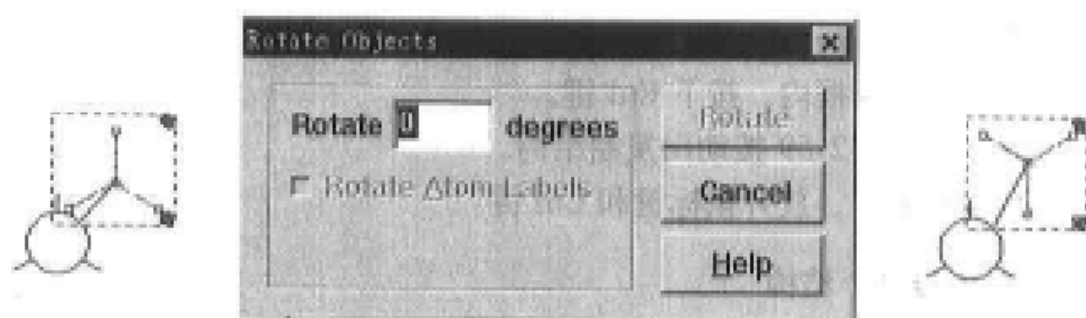 Rotate Objects
Rotate 0 degrees
Rotate
Rotate Atom Labels
Cancel
Help